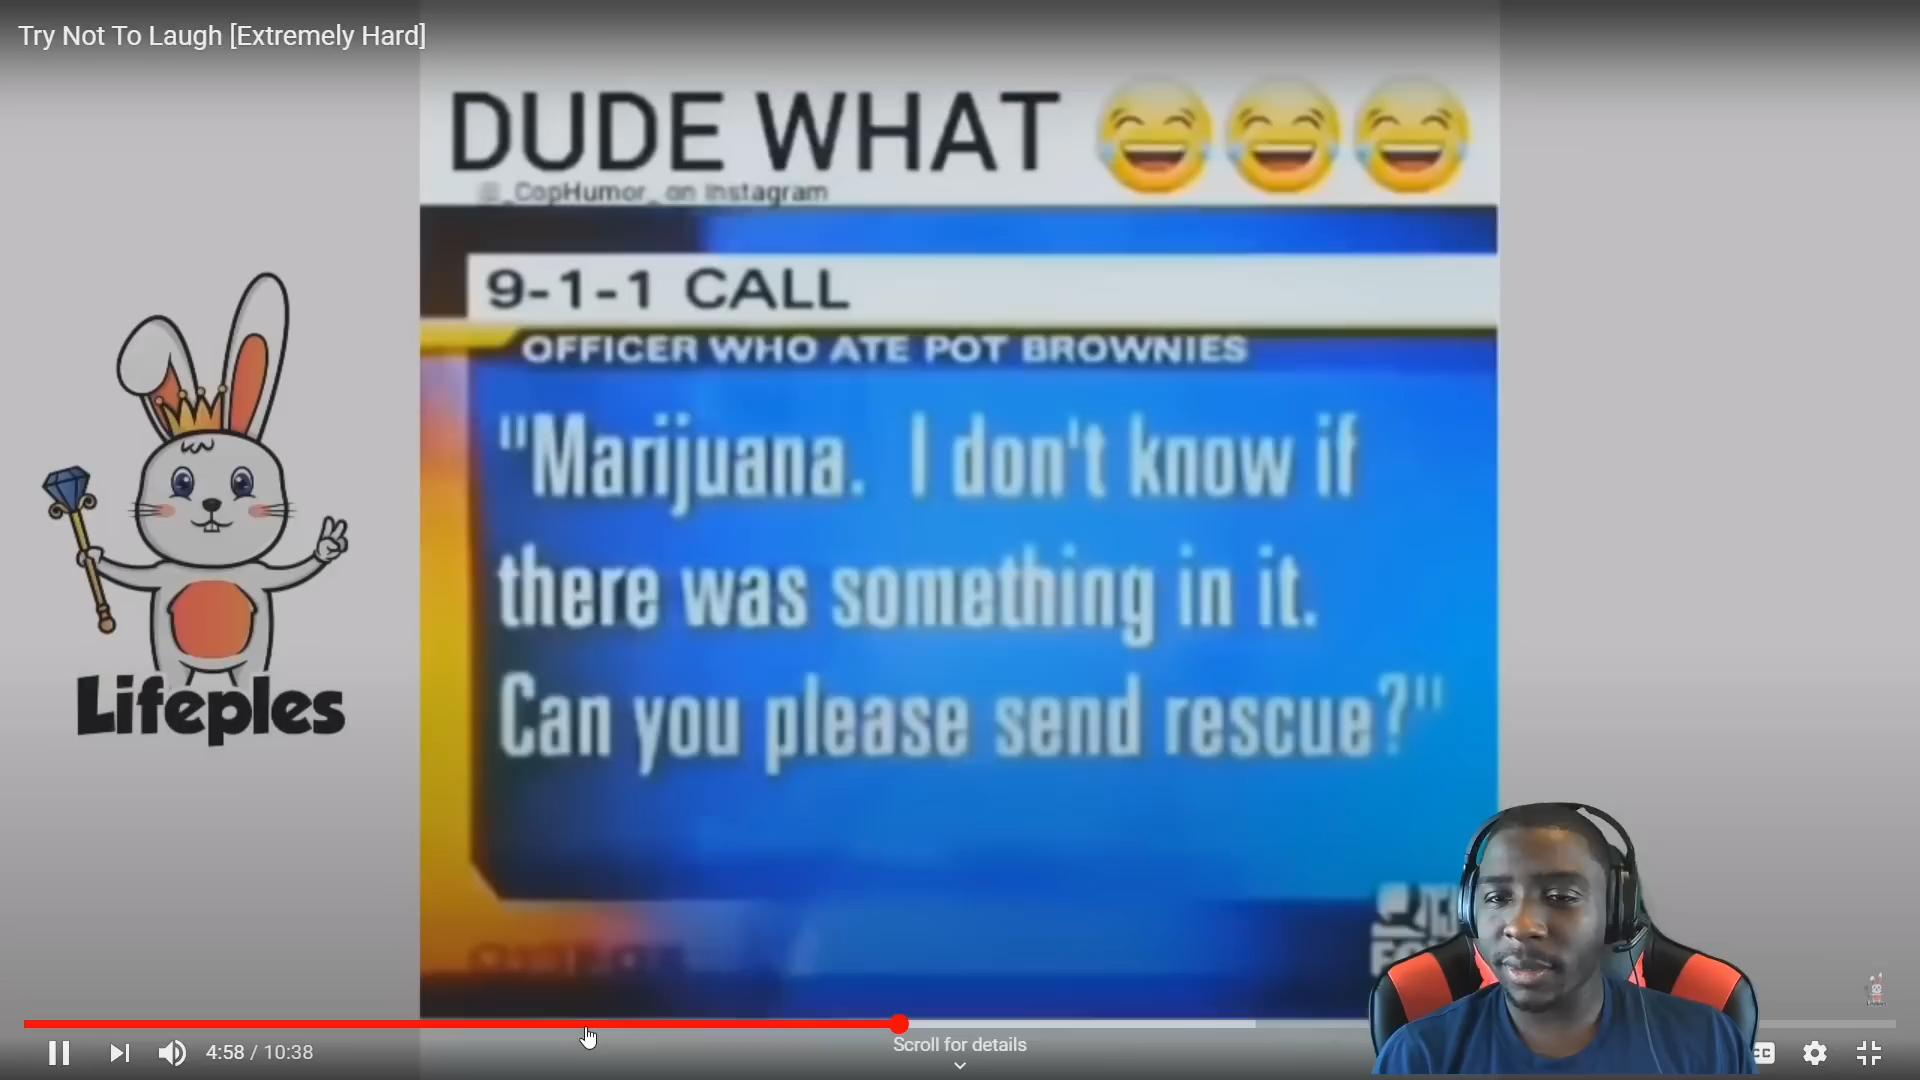 Try Not To Laugh [Extremely Hard]
DUDE WHAT 😂😂😂
@_CopHumor_ on Instagram
9-1-1 CALL
OFFICER WHO ATE POT BROWNIES
"Marijuana. I don't know if
there was something in it.
Can you please send rescue?"
Lifeples
4:58 / 10:38
Scroll for details
CC